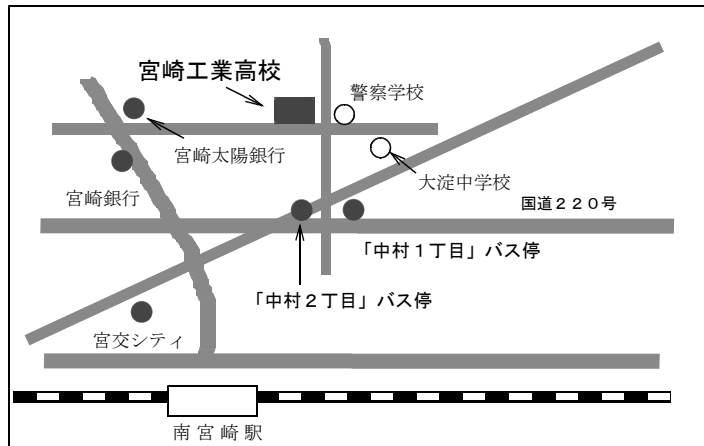 宮崎工業高校
警察学校
宮崎太陽銀行
大淀中学校
宮崎銀行
国道２２０号
「中村１丁目」バス停
「中村２丁目」バス停
宮交シティ
南宮崎駅